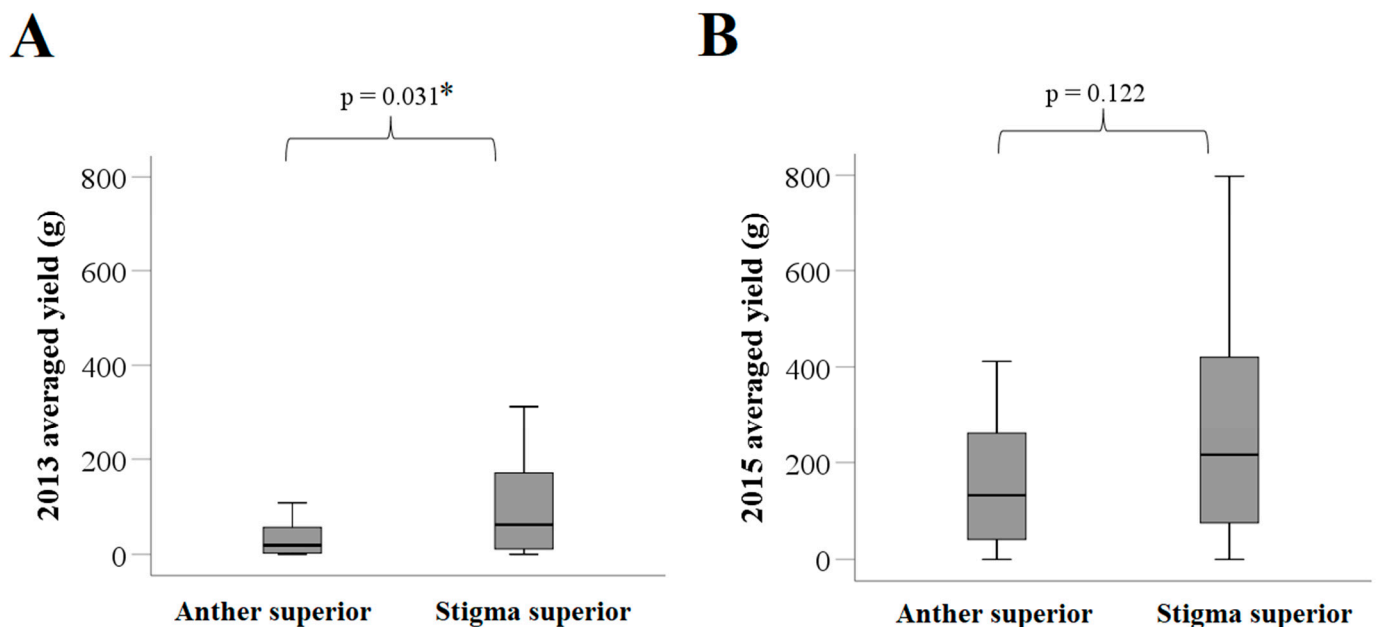 A
p = 0.031*
2013 averaged yield (g)
800
600
400
200
0
Anther superior
Stigma superior
B
p = 0.122
2015 averaged yield (g)
800
600
400
200
0
Anther superior
Stigma superior